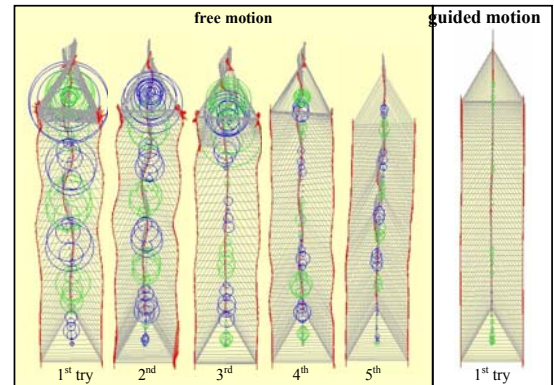 free motion
guided motion
1st try
2nd
3rd
4th
5th
1st try